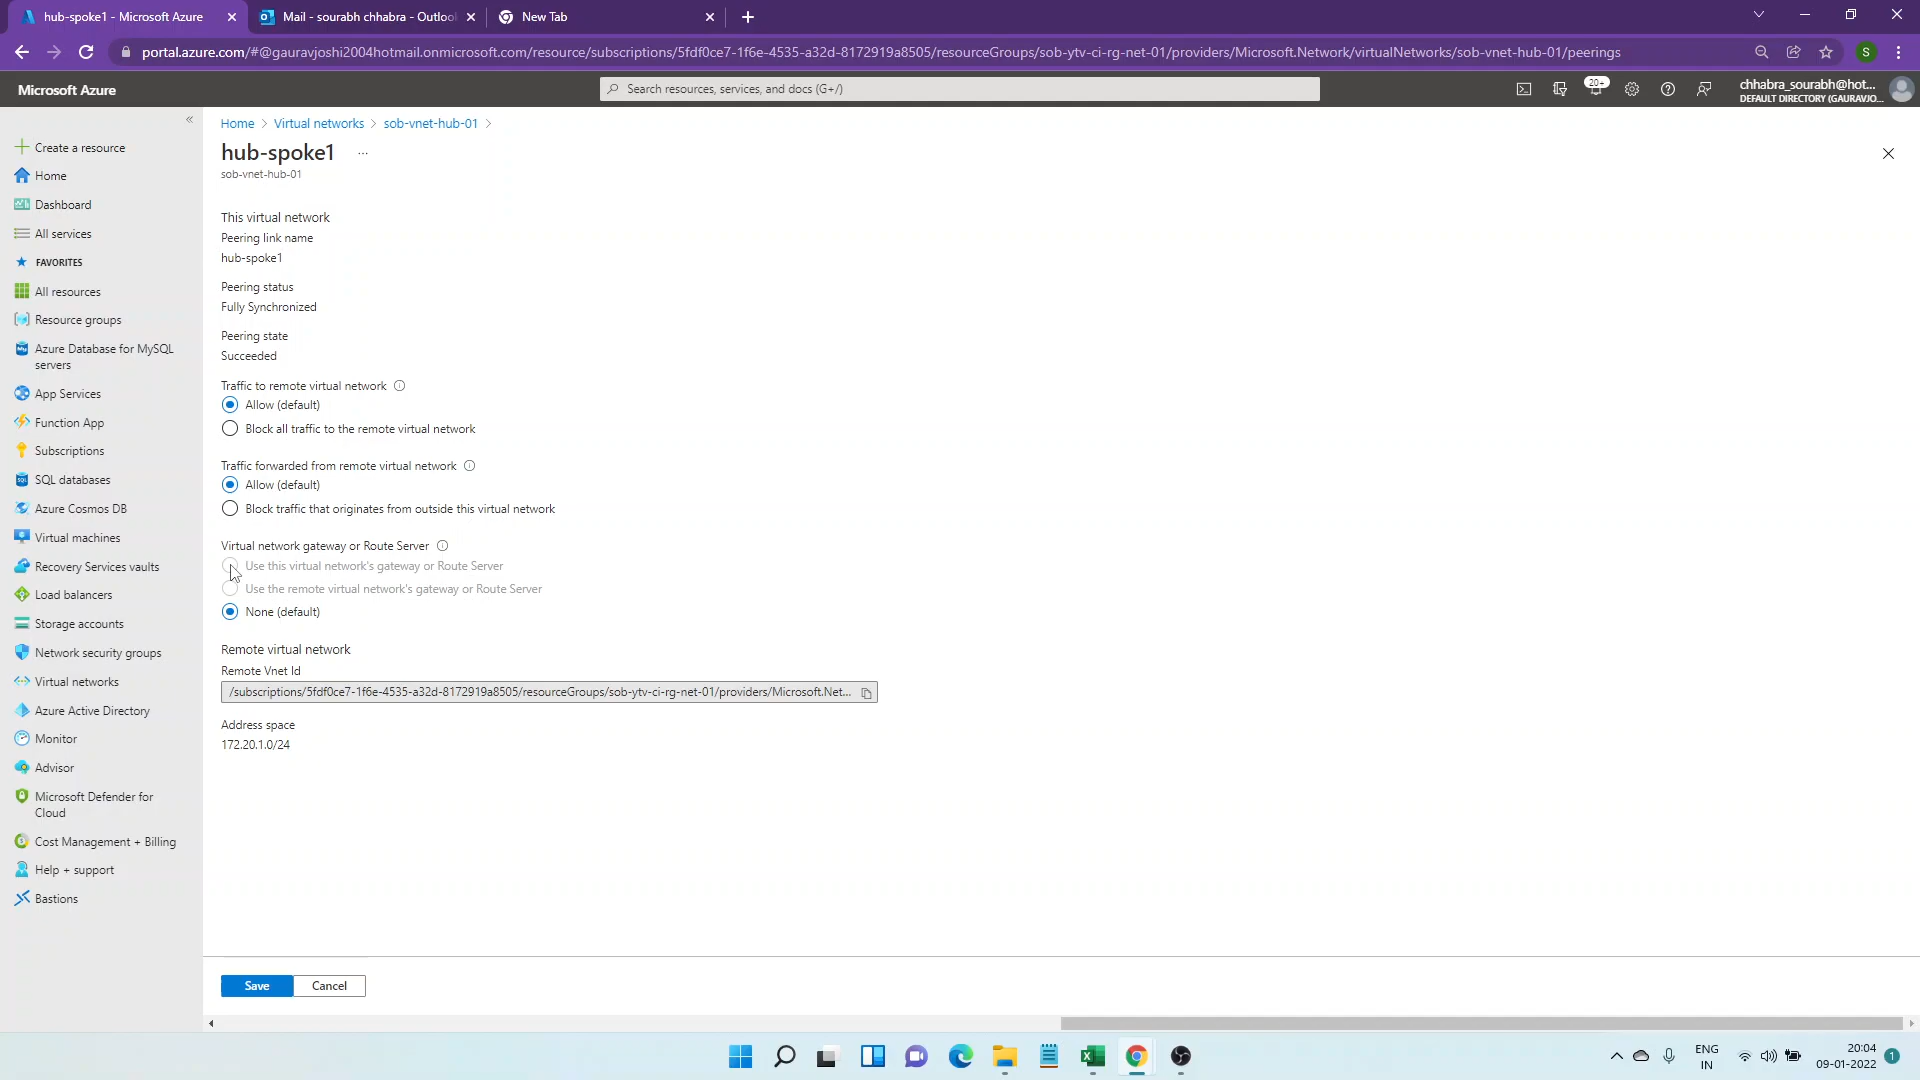 hub-spoke1 - Microsoft Azure
Mail - sourabh chhabra - Outlook
New Tab
portal.azure.com/#@gauravjoshi2004hotmail.onmicrosoft.com/resource/subscriptions/5fdf0ce7-1f6e-4535-a32d-8172919a8505/resourceGroups/sob-ytv-ci-rg-net-01/providers/Microsoft.Network/virtualNetworks/sob-vnet-hub-01/peerings
S
Microsoft Azure
Search resources, services, and docs (G+/)
20+
chhabra_sourabh@hot...
DEFAULT DIRECTORY (GAURAVJO...
«
Create a resource
Home
Dashboard
All services
FAVORITES
All resources
Resource groups
Azure Database for MySQL
servers
App Services
Function App
Subscriptions
SQL databases
Azure Cosmos DB
Virtual machines
Recovery Services vaults
Load balancers
Storage accounts
Network security groups
Virtual networks
Azure Active Directory
Monitor
Advisor
Microsoft Defender for
Cloud
Cost Management + Billing
Help + support
Bastions
Home > Virtual networks > sob-vnet-hub-01 >
hub-spoke1 ...
sob-vnet-hub-01
This virtual network
Peering link name
hub-spoke1
Peering status
Fully Synchronized
Peering state
Succeeded
Traffic to remote virtual network
Allow (default)
Block all traffic to the remote virtual network
Traffic forwarded from remote virtual network
Allow (default)
Block traffic that originates from outside this virtual network
Virtual network gateway or Route Server
Use this virtual network's gateway or Route Server
Use the remote virtual network's gateway or Route Server
None (default)
Remote virtual network
Remote Vnet Id
/subscriptions/5fdf0ce7-1f6e-4535-a32d-8172919a8505/resourceGroups/sob-ytv-ci-rg-net-01/providers/Microsoft.Net...
Address space
172.20.1.0/24
Save
Cancel
ENG
IN
20:04
09-01-2022
1